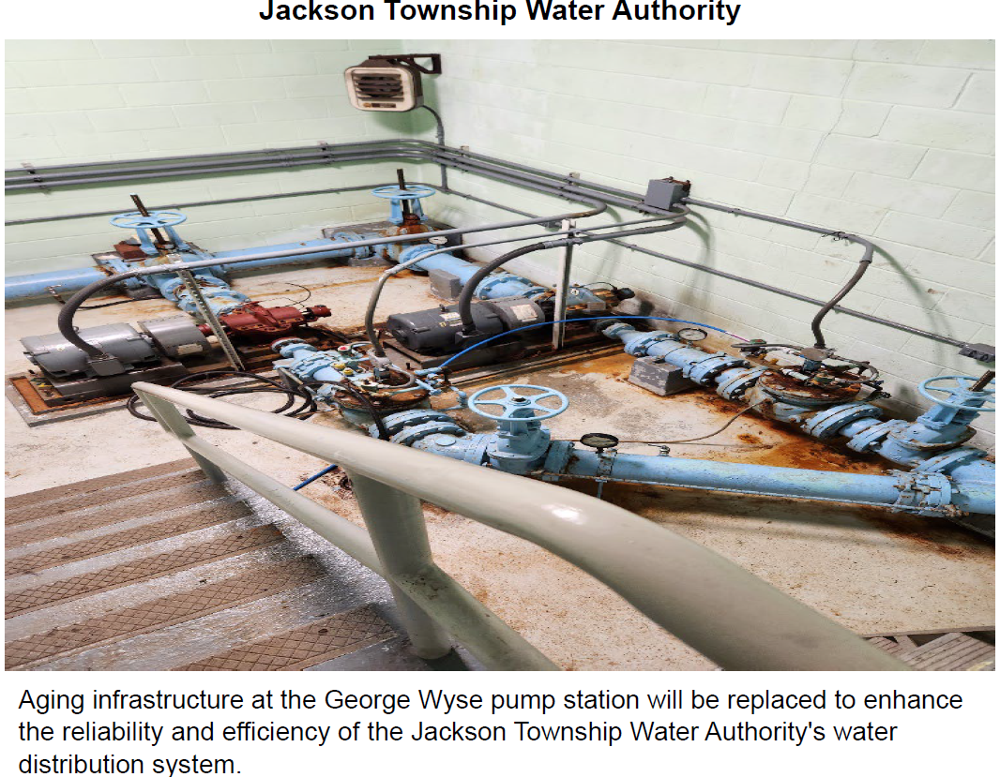 Jackson Township Water Authority
Aging infrastructure at the George Wyse pump station will be replaced to enhance
the reliability and efficiency of the Jackson Township Water Authority's water
distribution system.